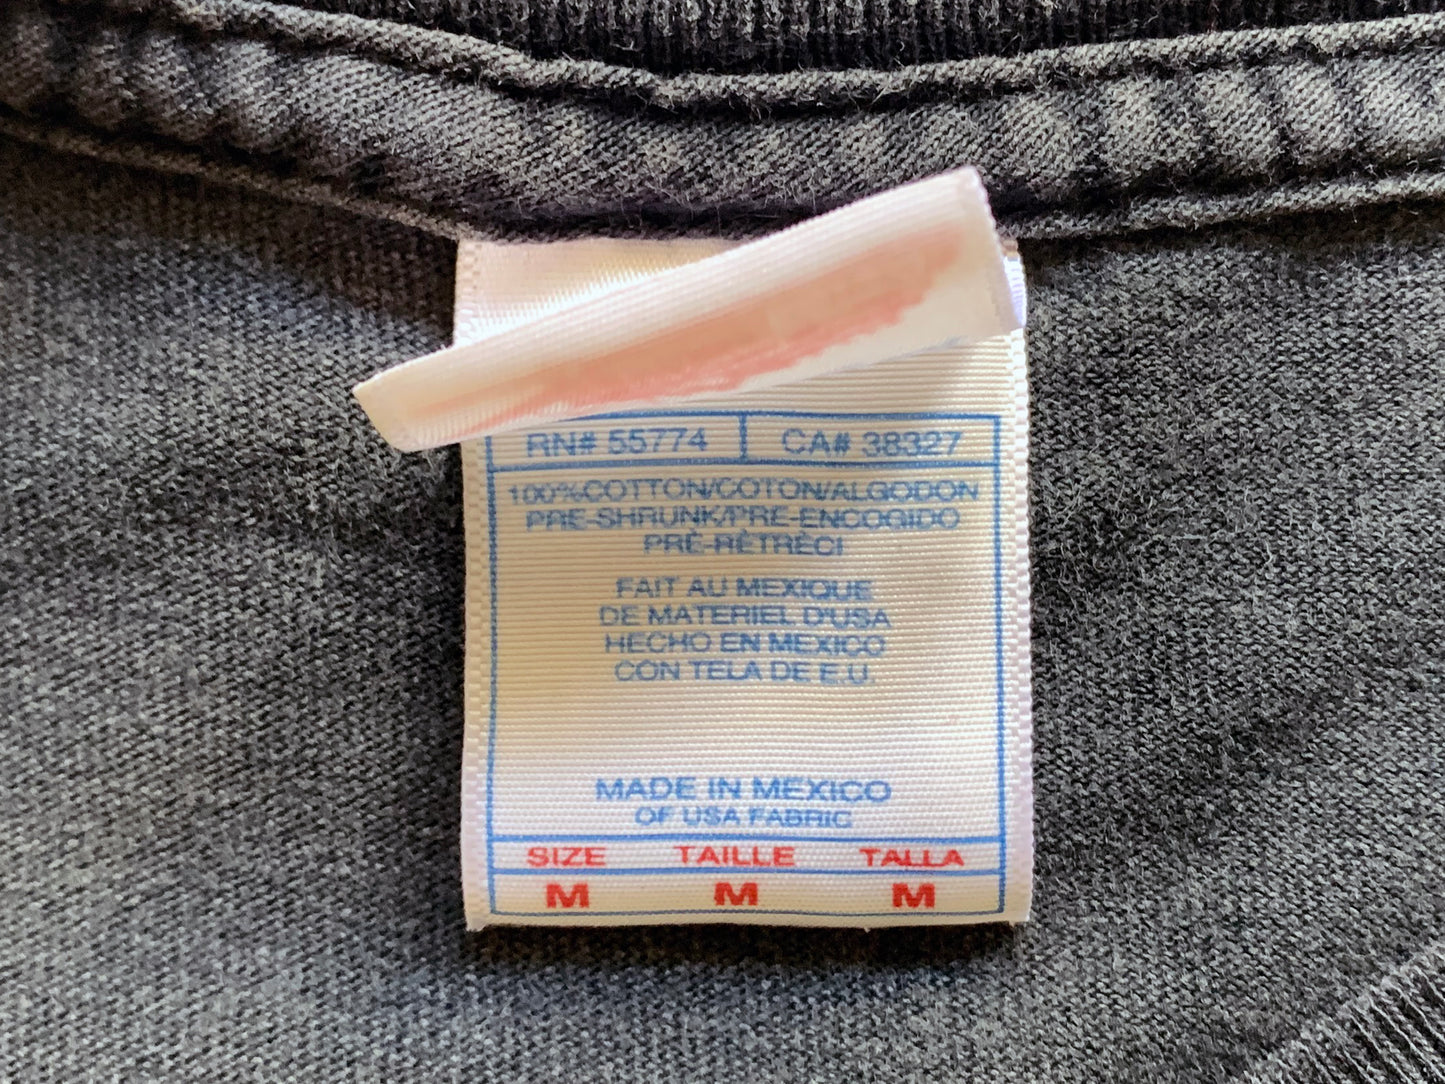 RN# 55774 CA# 38327
100%COTTON/COTON/ALGODON
PRE-SHRUNK/PRE-ENCOGIDO
PRÉ-RÉTRÉCI
FAIT AU MEXIQUE
DE MATERIEL D'USA
HECHO EN MEXICO
CON TELA DE E.U.
MADE IN MEXICO
OF USA FABRIC
SIZE TAILLE TALLA
M M M